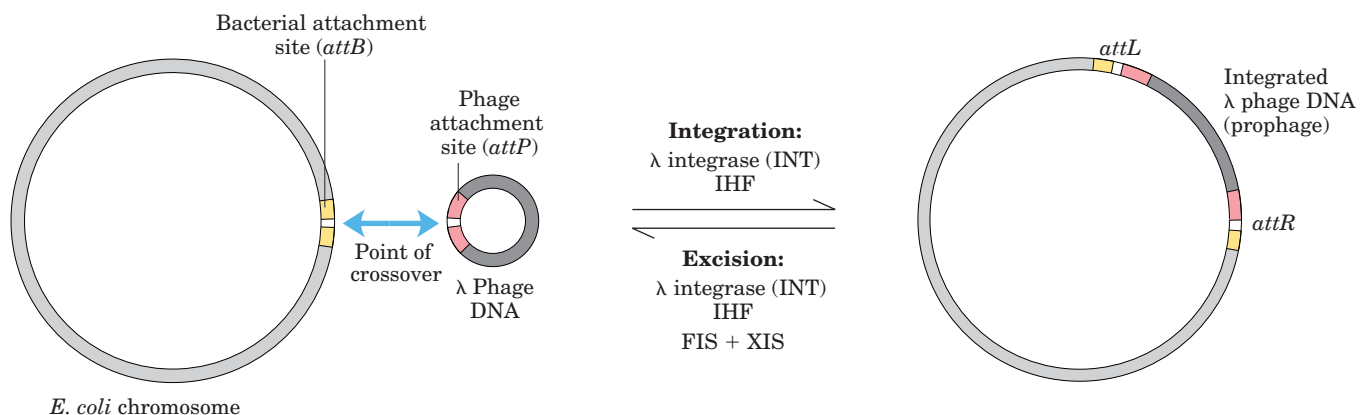 Bacterial attachment
site (attB)
Phage
attachment
site (attP)
Point of
crossover
λ Phage
DNA
E. coli chromosome
Integration:
λ integrase (INT)
IHF
Excision:
λ integrase (INT)
IHF
FIS + XIS
attL
Integrated
λ phage DNA
(prophage)
attR